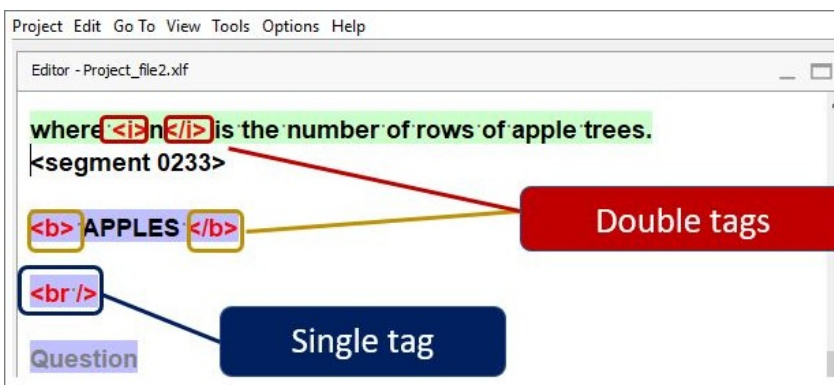 Project Edit Go To View Tools Options Help
Editor - Project_file2.xlf
where <i>n</i> is the number of rows of apple trees.
<segment 0233>
<b> APPLES </b>
Double tags
<br />
Single tag
Question